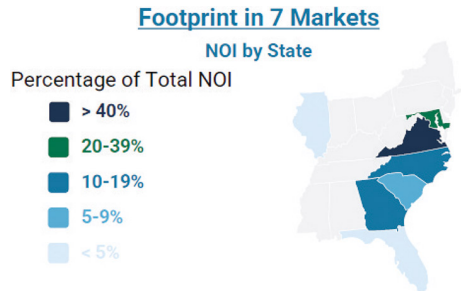 Footprint in 7 Markets
NOI by State
Percentage of Total NOI
> 40%
20-39%
10-19%
5-9%
< 5%